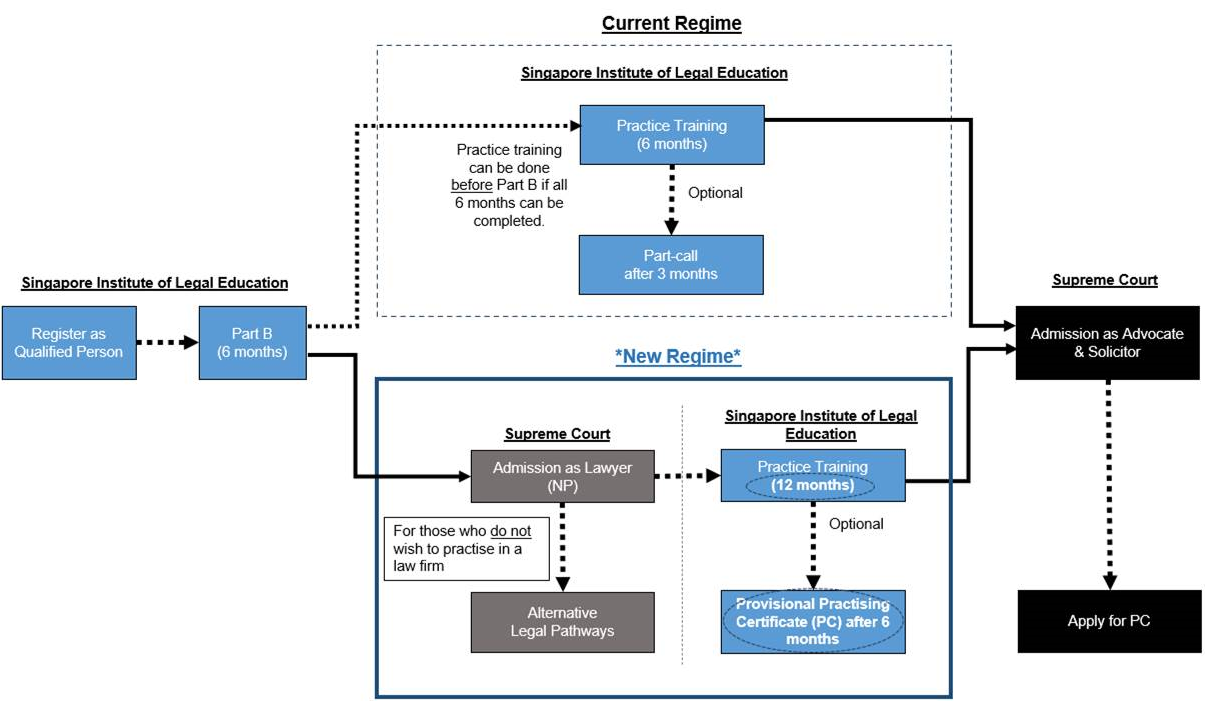 Current Regime
Singapore Institute of Legal Education
Practice Training
(6 months)
Practice training
can be done
before Part B if all
6 months can be
completed.
Optional
Part-call
after 3 months
Singapore Institute of Legal Education
Register as
Qualified Person
Part B
(6 months)
Supreme Court
Admission as Advocate
& Solicitor
*New Regime*
Supreme Court
Admission as Lawyer
(NP)
For those who do not
wish to practise in a
law firm
Alternative
Legal Pathways
Singapore Institute of Legal
Education
Practice Training
(12 months)
Optional
Provisional Practising
Certificate (PC) after 6
months
Apply for PC